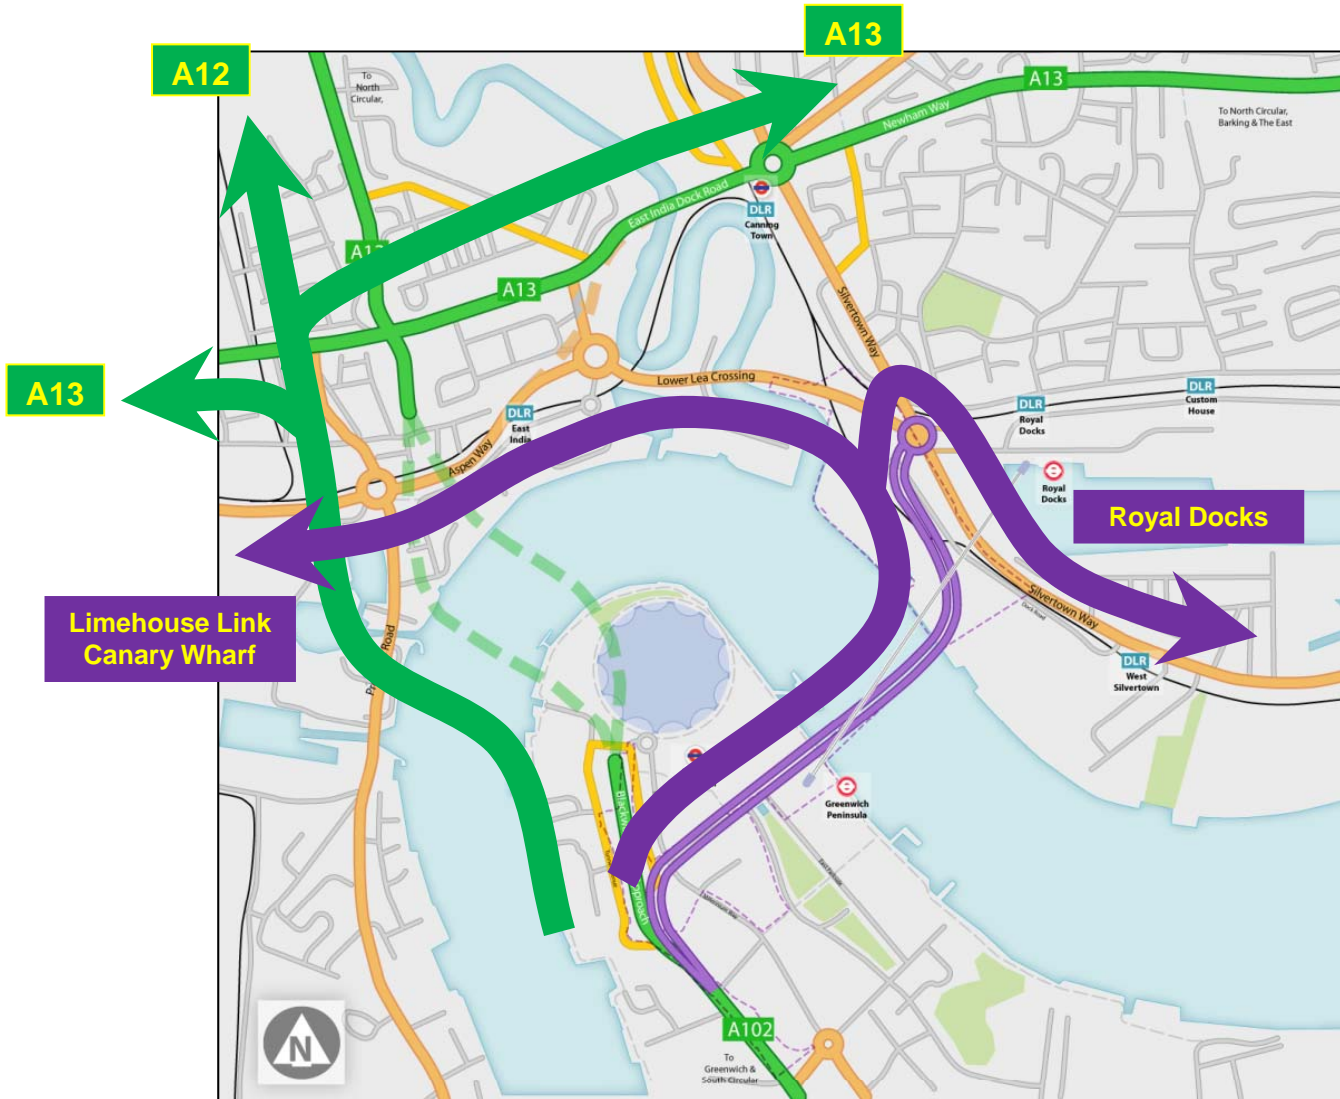 A13
A12
To
North
Circular,
A13
Newham Way
To North Circular,
Barking & The East
East India Dock Road
DLR
Canning
Town
A13
Silvertown Way
A13
Lower Lea Crossing
DLR
Custom
House
DLR
East
India
DLR
Royal
Docks
Aspen Way
Royal
Docks
Royal Docks
Limehouse Link
Canary Wharf
Silvertown Way
Dock Road
Road
DLR
West
Silvertown
Greenwich
Peninsula
A102
To
Greenwich &
South Circular
N